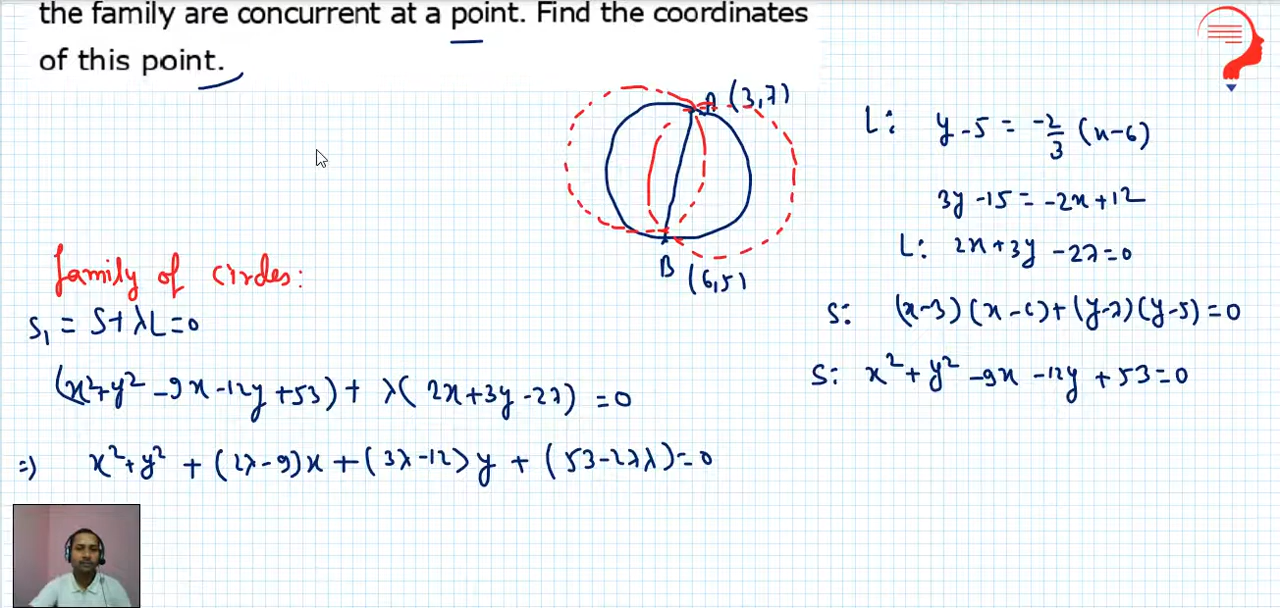 the family are concurrent at a point. Find the coordinates
of this point.
A (3,7)
B (6,5)
L: y-5 = -2/3 (x-6)
3y-15 = -2x+12
L: 2x+3y-27=0
S: (x-3)(x-6)+(y-7)(y-5)=0
S: x²+y²-9x-12y+53=0
family of circles:
S₁ = S+λL=0
(x²+y²-9x-12y+53)+λ(2x+3y-27)=0
⇒ x²+y²+(2λ-9)x+(3λ-12)y+(53-27λ)=0